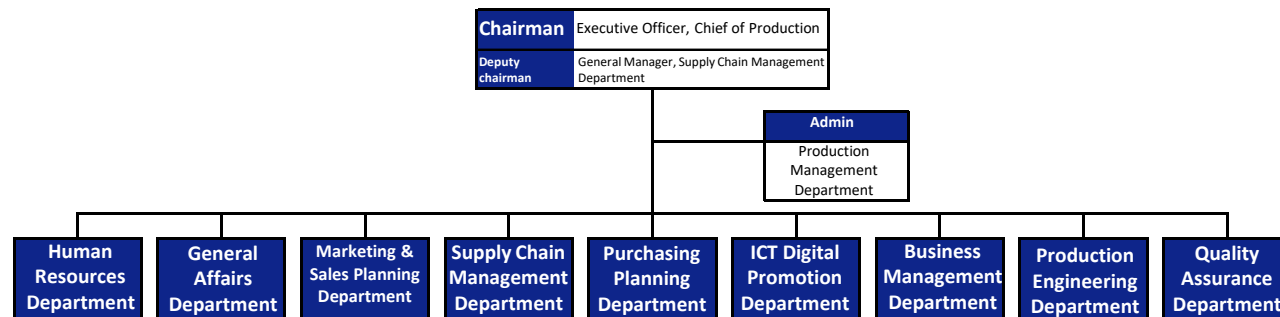 Chairman Executive Officer, Chief of Production
Deputy
chairman
General Manager, Supply Chain Management
Department
Admin
Production
Management
Department
Human
Resources
Department
General
Affairs
Department
Marketing &
Sales Planning
Department
Supply Chain
Management
Department
Purchasing
Planning
Department
ICT Digital
Promotion
Department
Business
Management
Department
Production
Engineering
Department
Quality
Assurance
Department